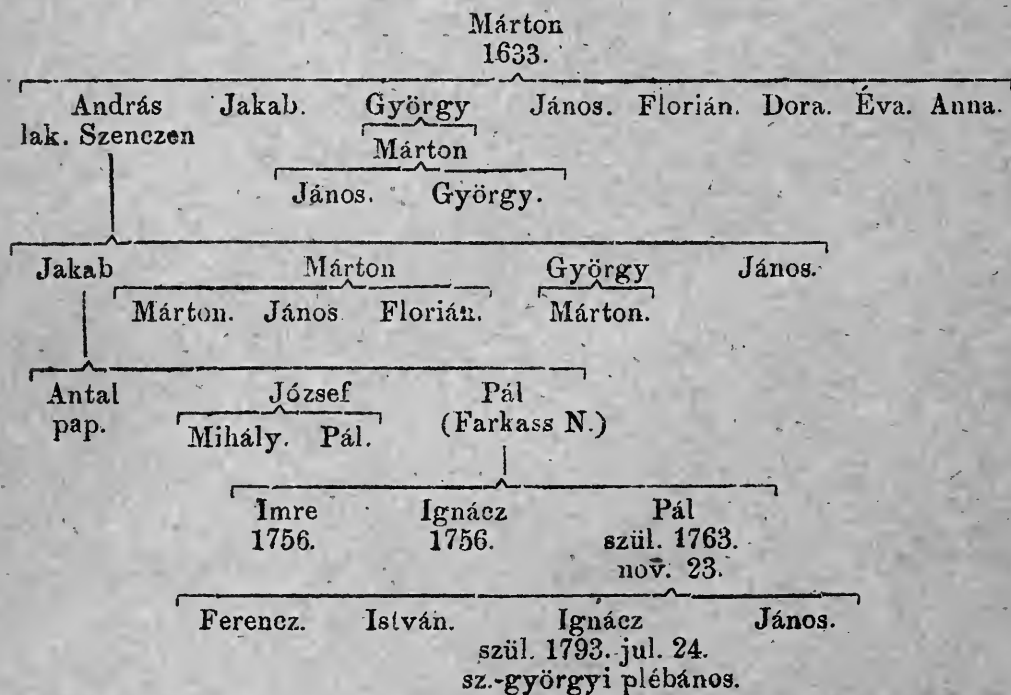 Márton
1633.
András Jakab. György János. Florián. Dora. Éva. Anna.
lak. Szenczen
Márton
János. György.
Jakab Márton György János.
Márton. János Florián. Márton.
Antal József Pál
pap. (Farkass N.)
Mihály. Pál.
Imre Ignácz Pál
1756. 1756. szül. 1763.
nov. 23.
Ferencz. István. Ignácz János.
szül. 1793. jul. 24.
sz.-györgyi plébános.